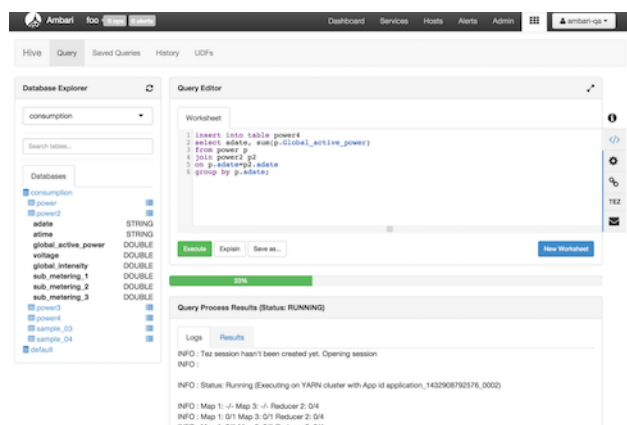 Ambari foo 0 ops 0 alerts Dashboard Services Hosts Alerts Admin ambari-qa
Hive Query Saved Queries History UDFs
Database Explorer
consumption
Search tables...
Databases
consumption
power
power2
adate STRING
atime STRING
global_active_power DOUBLE
voltage DOUBLE
global_intensity DOUBLE
sub_metering_1 DOUBLE
sub_metering_2 DOUBLE
sub_metering_3 DOUBLE
power3
power4
sample_03
sample_04
default
Query Editor
Worksheet
1 insert into table power4
2 select adate, sum(p.Global_active_power)
3 from power p
4 join power2 p2
5 on p.adate=p2.adate
6 group by p.adate;
Execute Explain Save as... New Worksheet
33%
Query Process Results (Status: RUNNING)
Logs Results
INFO : Tez session hasn't been created yet. Opening session
INFO :
INFO : Status: Running (Executing on YARN cluster with App id application_1432908792576_0002)
INFO : Map 1: -/- Map 3: -/- Reducer 2: 0/4
INFO : Map 1: 0/1 Map 3: 0/1 Reducer 2: 0/4
TEZ